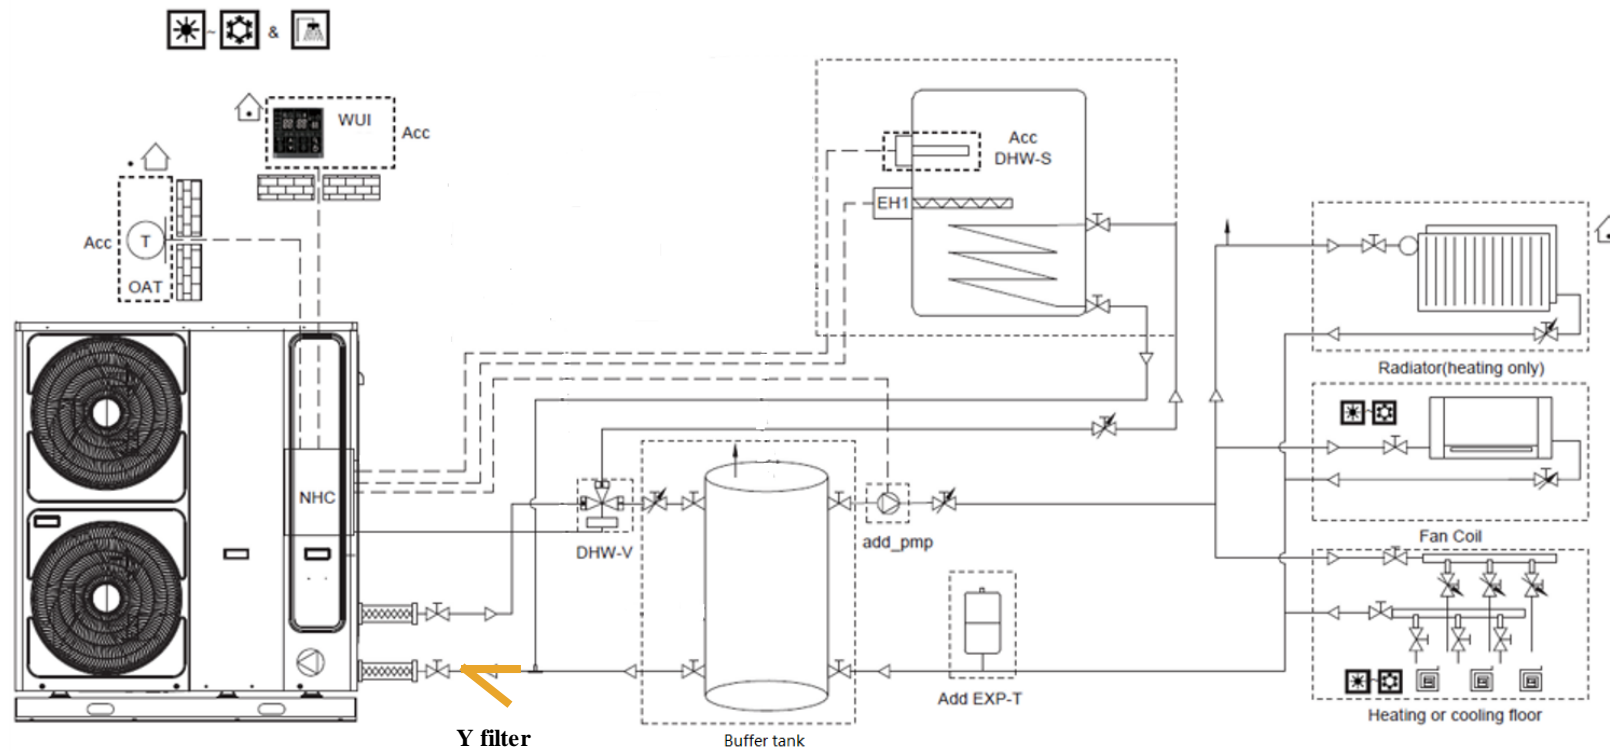 &
WUI
Acc
Acc
T
OAT
Acc
DHW-S
EH1
NHC
DHW-V
add_pmp
Add EXP-T
Radiator(heating only)
Fan Coil
Heating or cooling floor
Y filter
Buffer tank